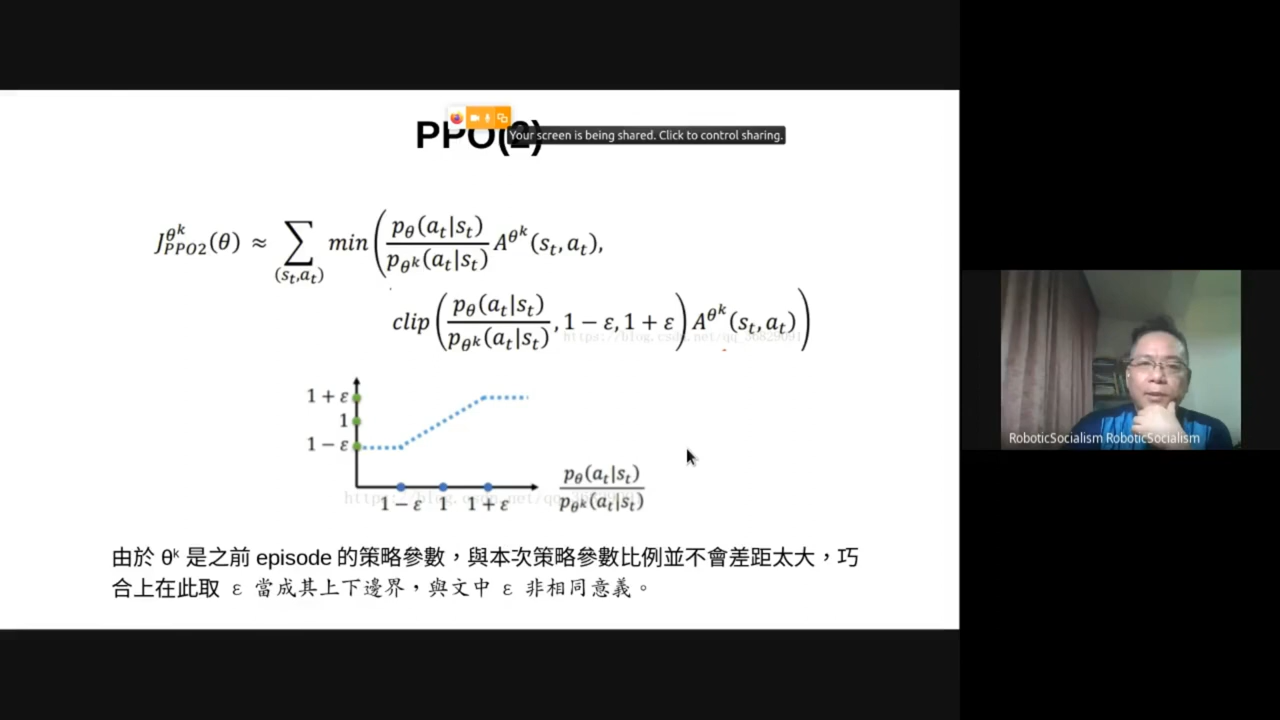 PPO(2)
Your screen is being shared. Click to control sharing.
J_{PPO2}^{θ^k}(θ) ≈ ∑_{(s_t,a_t)} min( p_θ(a_t|s_t) / p_{θ^k}(a_t|s_t) A^{θ^k}(s_t,a_t),
clip( p_θ(a_t|s_t) / p_{θ^k}(a_t|s_t) , 1 − ε, 1 + ε ) A^{θ^k}(s_t,a_t) )
1 + ε
1
1 − ε
1 − ε 1 1 + ε
p_θ(a_t|s_t) / p_{θ^k}(a_t|s_t)
由於 θ^k 是之前 episode 的策略參數，與本次策略參數比例並不會差距太大，巧
合上在此取 ε 當成其上下邊界，與文中 ε 非相同意義。
RoboticSocialism RoboticSocialism